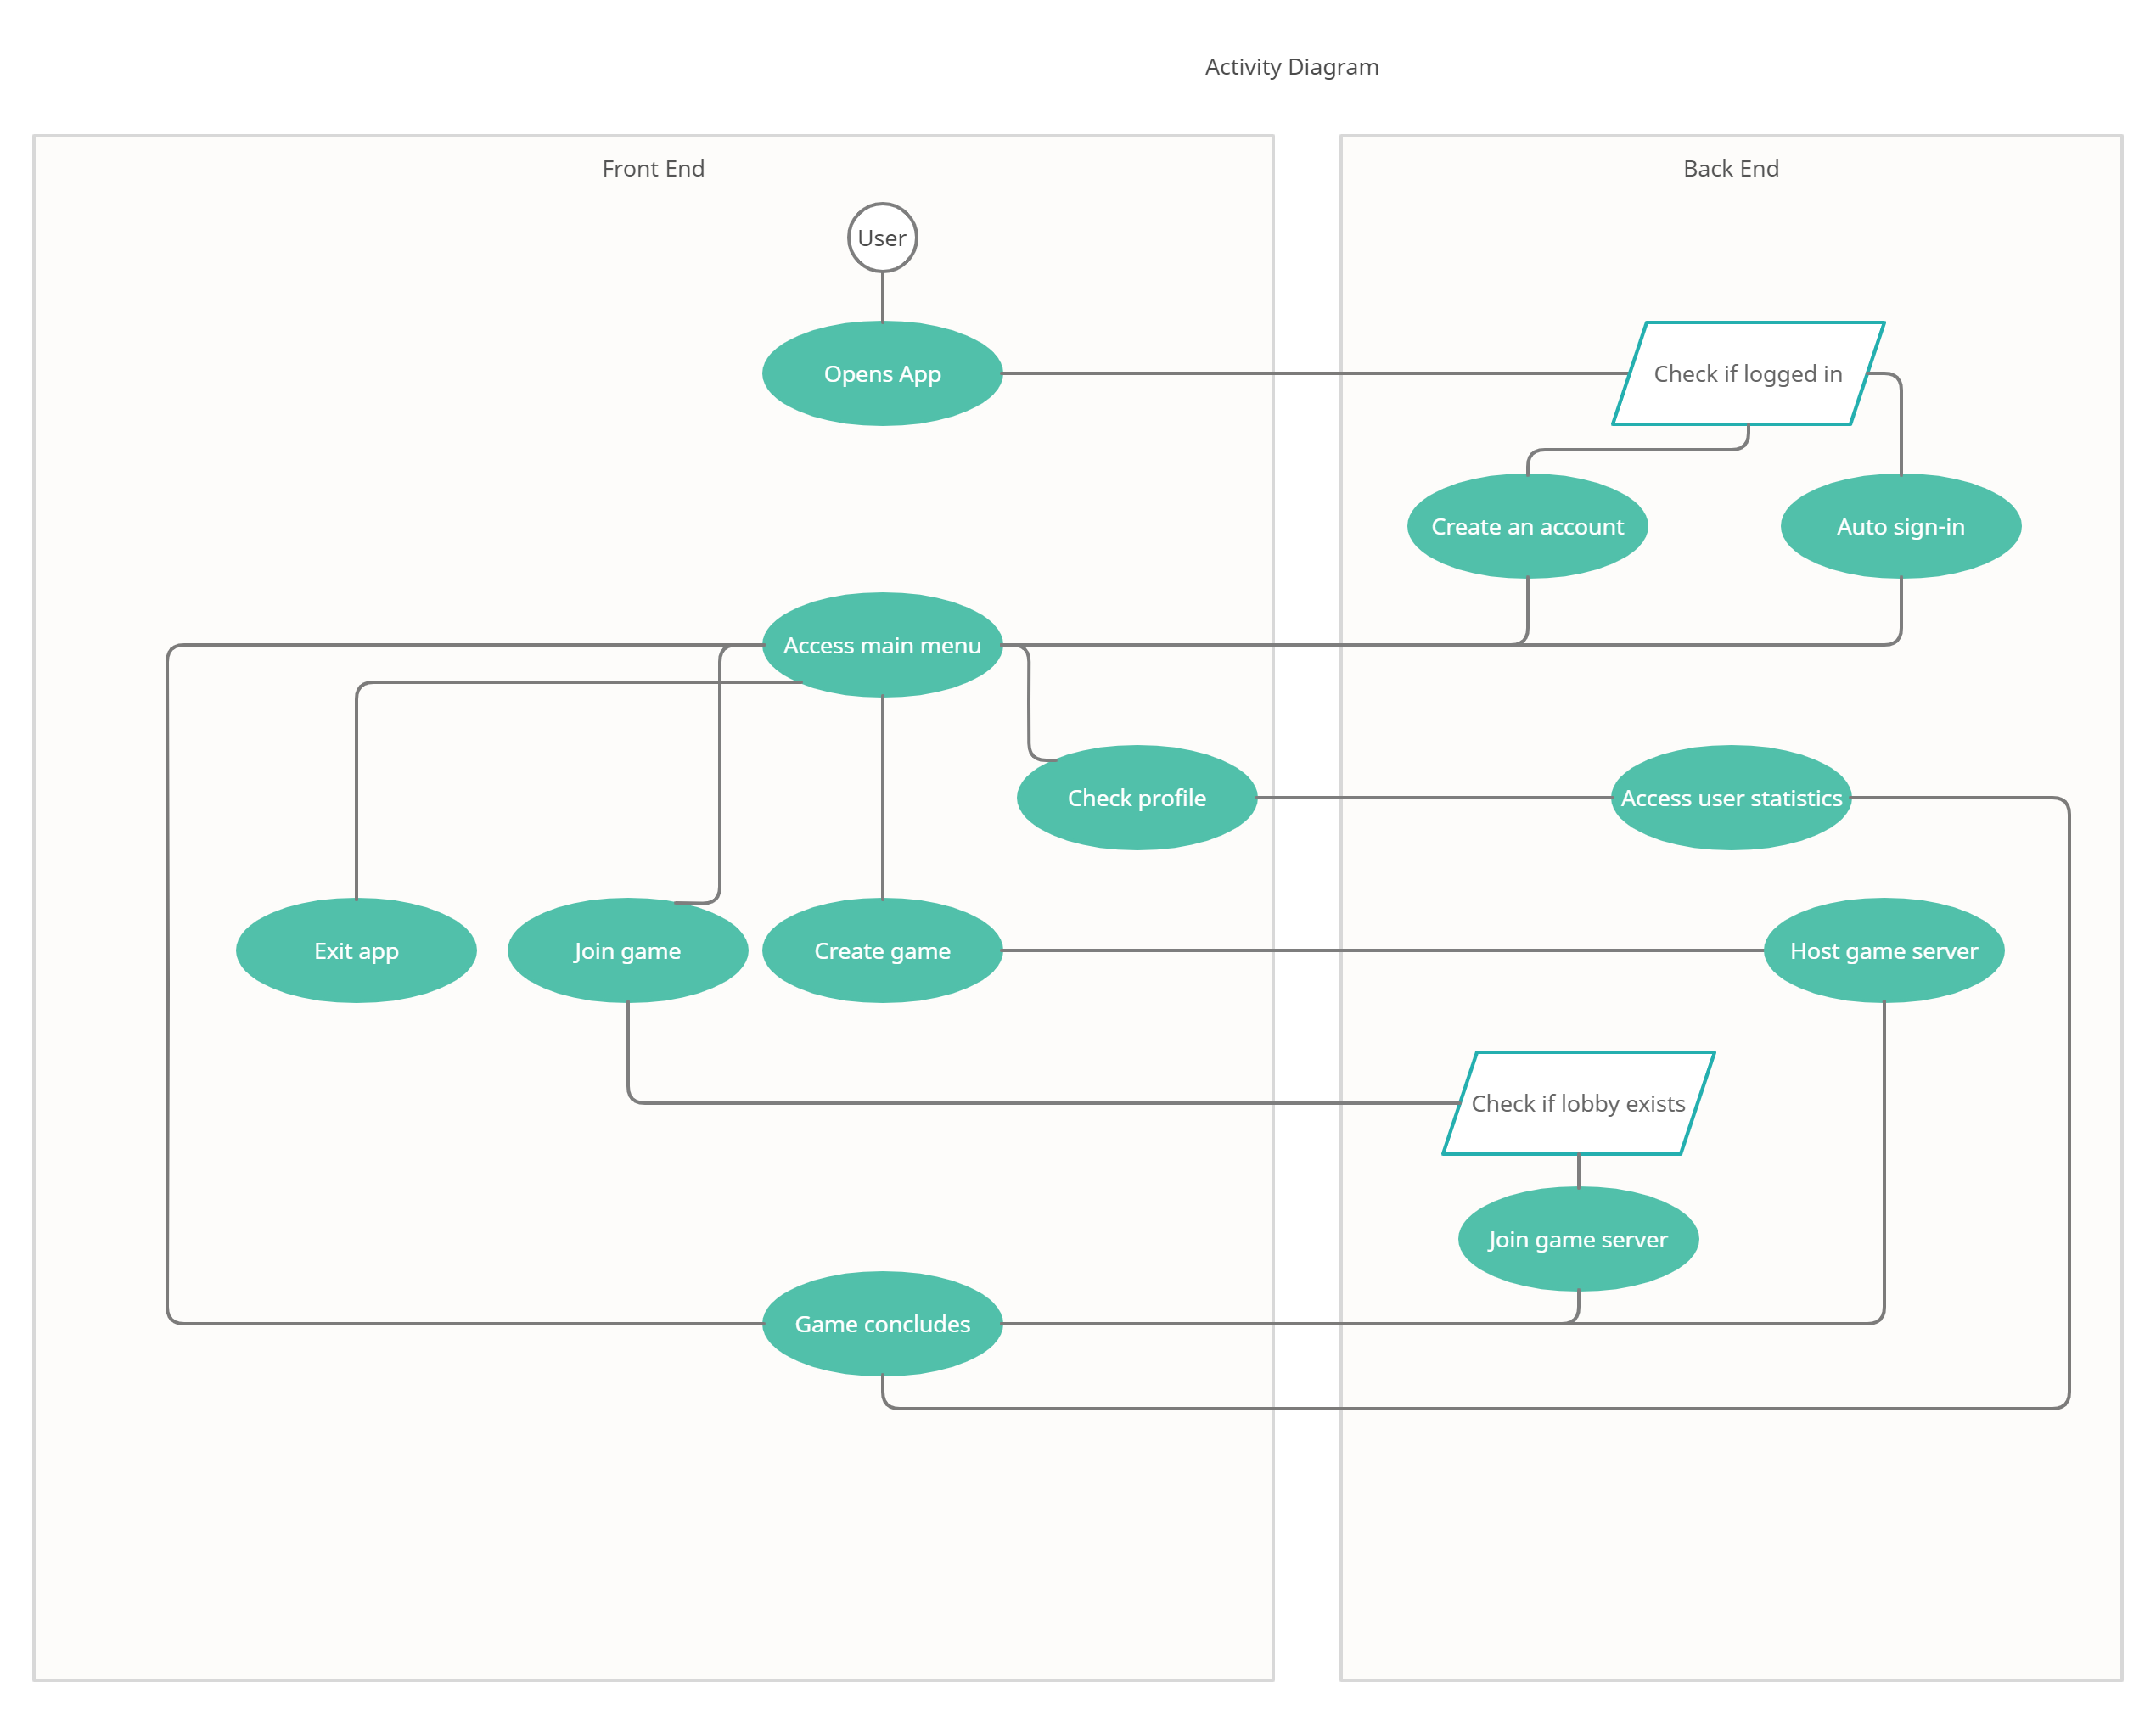 Activity Diagram
Front End
Back End
User
Opens App
Check if logged in
Create an account
Auto sign-in
Access main menu
Check profile
Access user statistics
Exit app
Join game
Create game
Host game server
Check if lobby exists
Join game server
Game concludes